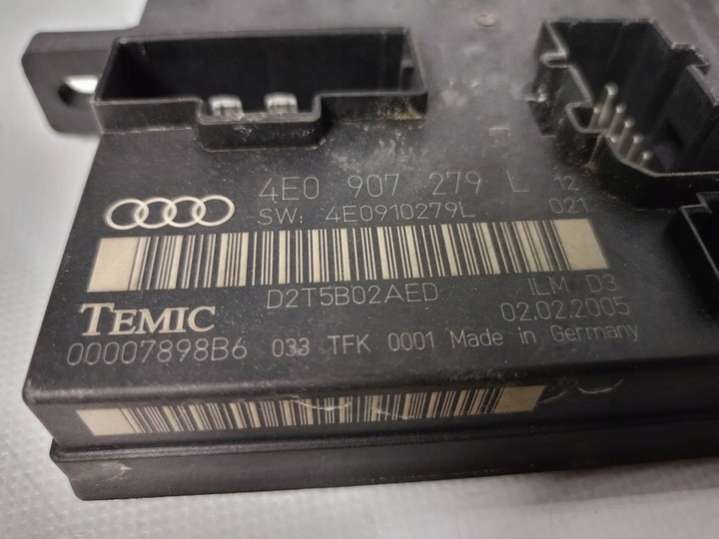 4E0 907 279 L 12
SW: 4E0910279L 021
D2T5B02AED ILM D3
TEMIC 02.02.2005
00007898B6 033 TFK 0001 Made in Germany